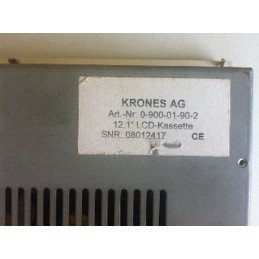 KRONES AG
Art.-Nr: 0-900-01-90-2
12.1" LCD-Kassette
SNR: 08012417 CE